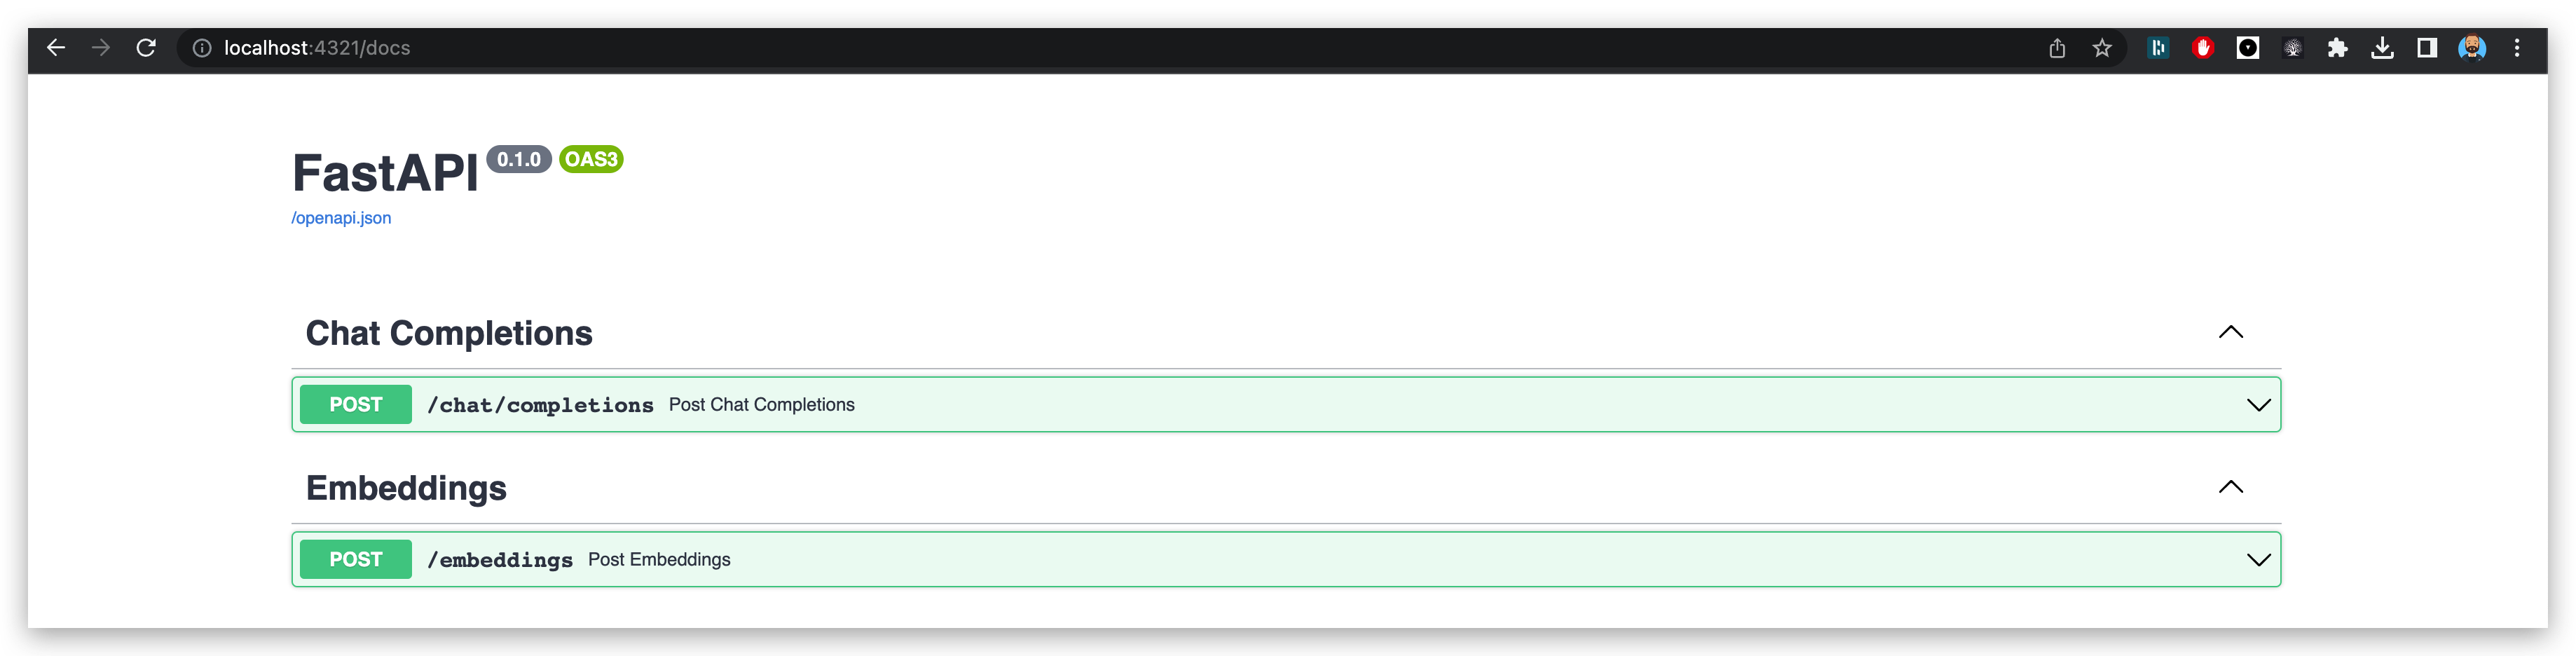 localhost:4321/docs
FastAPI 0.1.0 OAS3
/openapi.json
Chat Completions
POST /chat/completions Post Chat Completions
Embeddings
POST /embeddings Post Embeddings